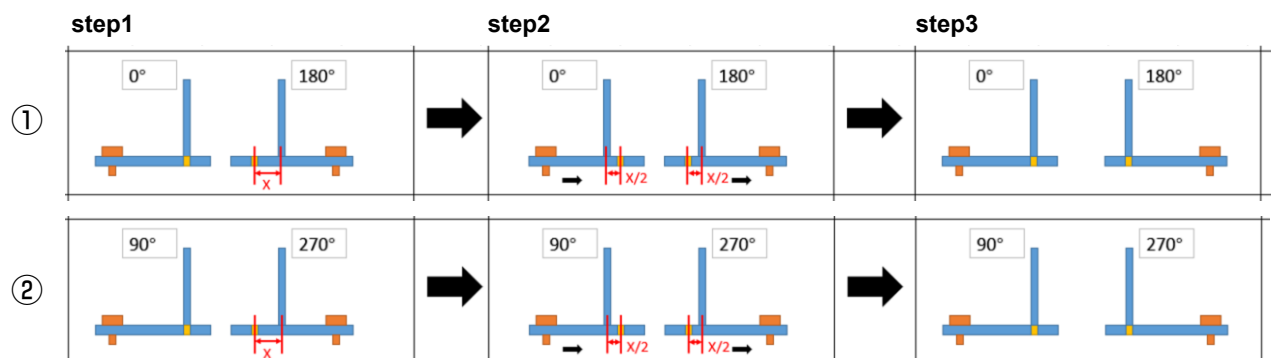 step1 step2 step3
① 0° 180° 0° 180° 0° 180°
X X/2 X/2
② 90° 270° 90° 270° 90° 270°
X X/2 X/2